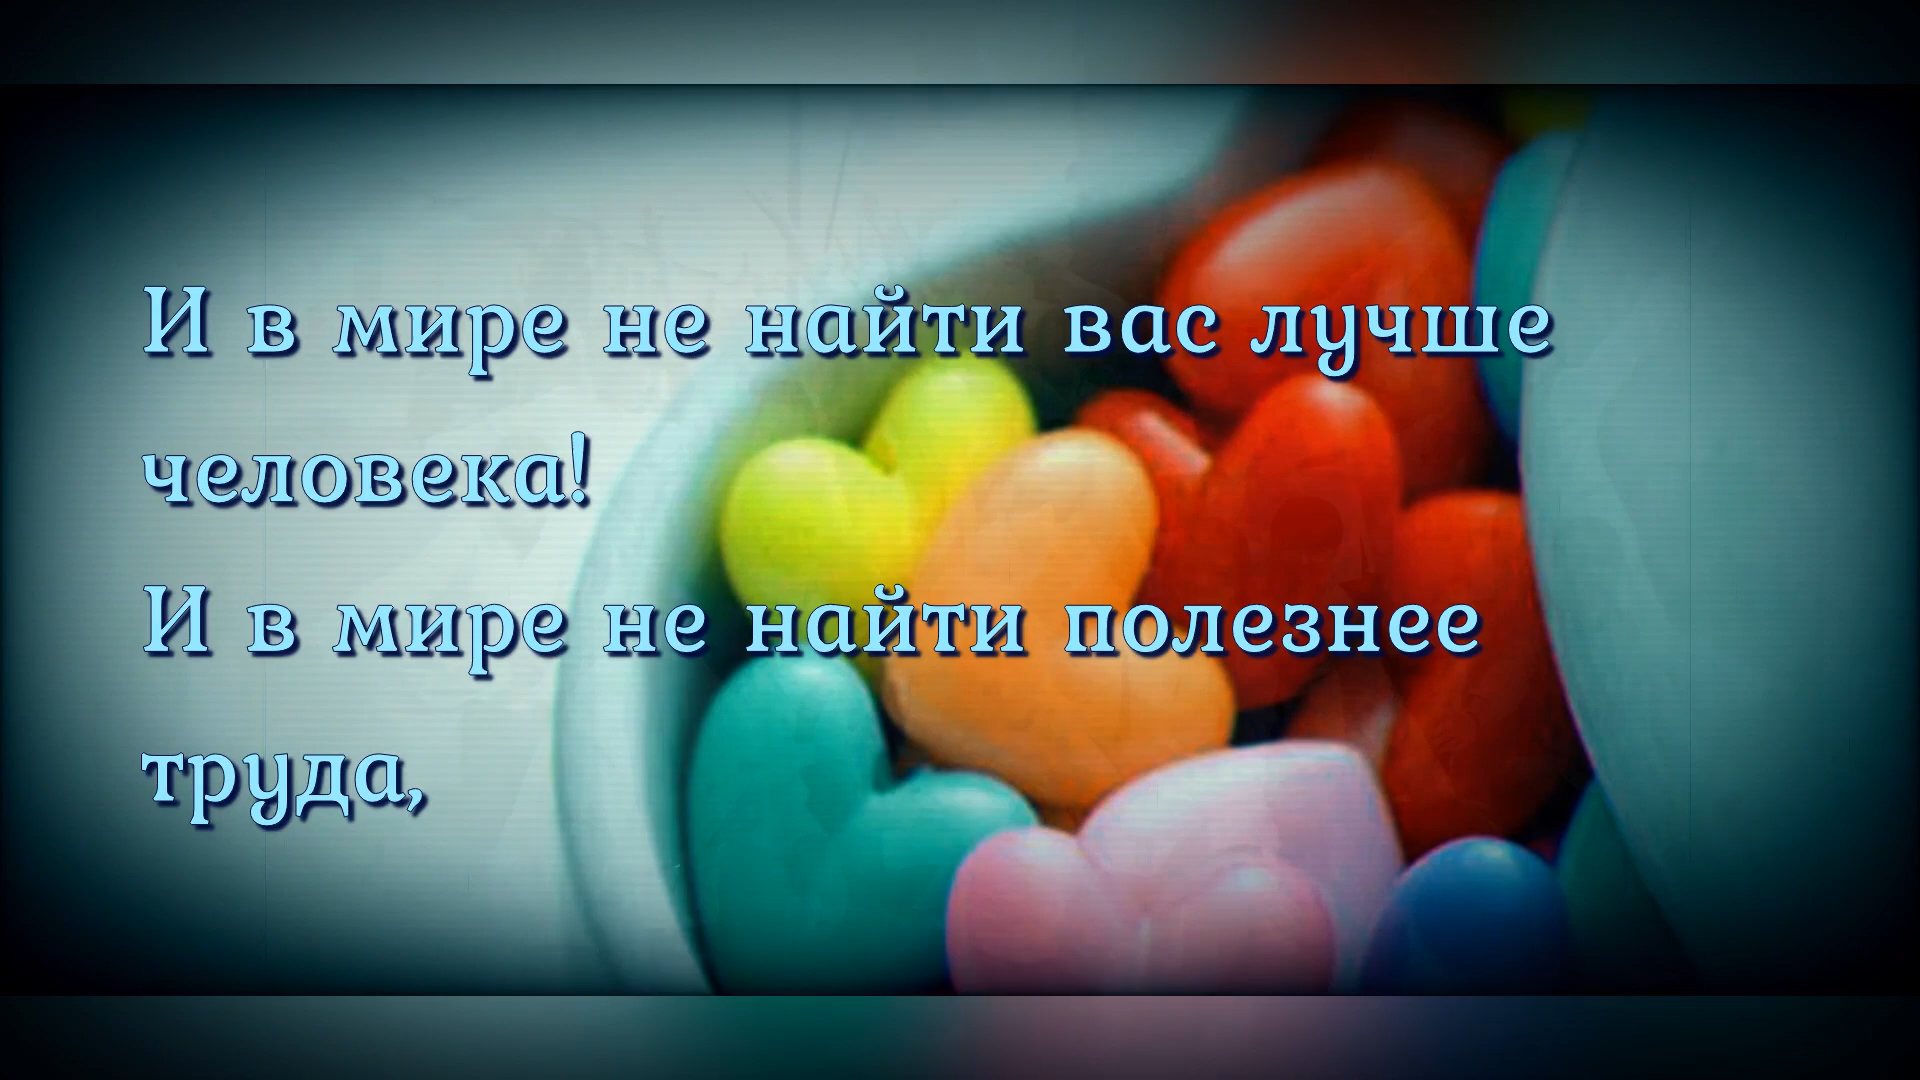 И в мире не найти вас лучше
человека!
И в мире не найти полезнее
труда,